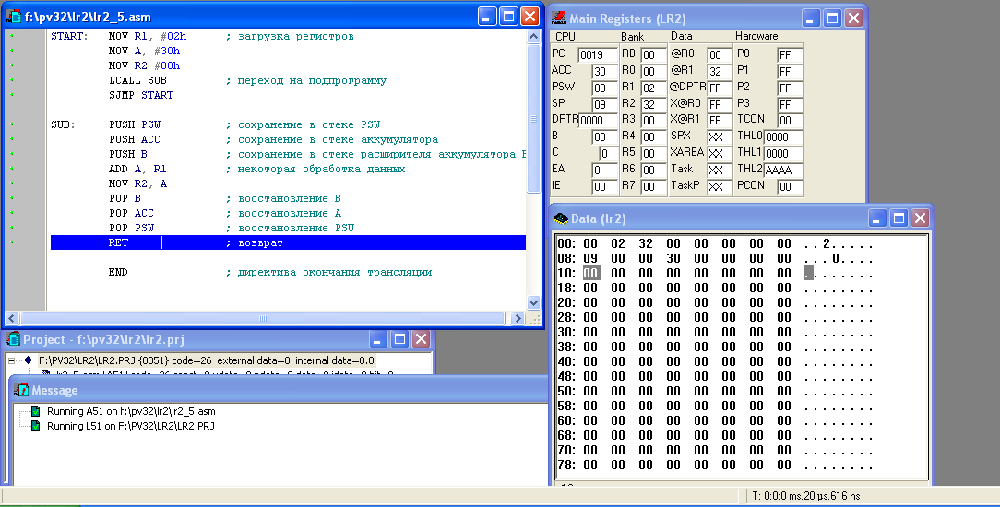 f:\pv32\lr2\lr2_5.asm
START: MOV R1, #02h ; загрузка регистров
MOV A, #30h
MOV R2 #00h
LCALL SUB ; переход на подпрограмму
SJMP START
SUB: PUSH PSW ; сохранение в стеке PSW
PUSH ACC ; сохранение в стеке аккумулятора
PUSH B ; сохранение в стеке расширителя аккумулятора
ADD A, R1 ; некоторая обработка данных
MOV R2, A
POP B ; восстановление B
POP ACC ; восстановление A
POP PSW ; восстановление PSW
RET ; возврат
END ; директива окончания трансляции
Main Registers (LR2)
CPU Bank Data Hardware
PC 0019 RB 00 @R0 00 P0 FF
ACC 30 R0 00 @R1 32 P1 FF
PSW 00 R1 02 @DPTR FF P2 FF
SP 09 R2 32 X@R0 FF P3 FF
DPTR 0000 R3 00 X@R1 FF TCON 00
B 00 R4 00 SPX XX THL0 0000
C 0 R5 00 XAREA XX THL1 0000
EA 0 R6 00 Task XX THL2 AAAA
IE 00 R7 00 TaskP XX PCON 00
Data (lr2)
00: 00 02 32 00 00 00 00 00 ..2.....
08: 09 00 00 30 00 00 00 00 ...0....
10: 00 00 00 00 00 00 00 00 ........
18: 00 00 00 00 00 00 00 00 ........
20: 00 00 00 00 00 00 00 00 ........
28: 00 00 00 00 00 00 00 00 ........
30: 00 00 00 00 00 00 00 00 ........
38: 00 00 00 00 00 00 00 00 ........
40: 00 00 00 00 00 00 00 00 ........
48: 00 00 00 00 00 00 00 00 ........
50: 00 00 00 00 00 00 00 00 ........
58: 00 00 00 00 00 00 00 00 ........
60: 00 00 00 00 00 00 00 00 ........
68: 00 00 00 00 00 00 00 00 ........
70: 00 00 00 00 00 00 00 00 ........
78: 00 00 00 00 00 00 00 00 ........
Project - f:\pv32\lr2\lr2.prj
F:\PV32\LR2\LR2.PRJ {8051} code=26 external data=0 internal data=8.0
Message
Running A51 on f:\pv32\lr2\lr2_5.asm
Running L51 on F:\PV32\LR2\LR2.PRJ
T: 0:0:0 ms.20 µs.616 ns